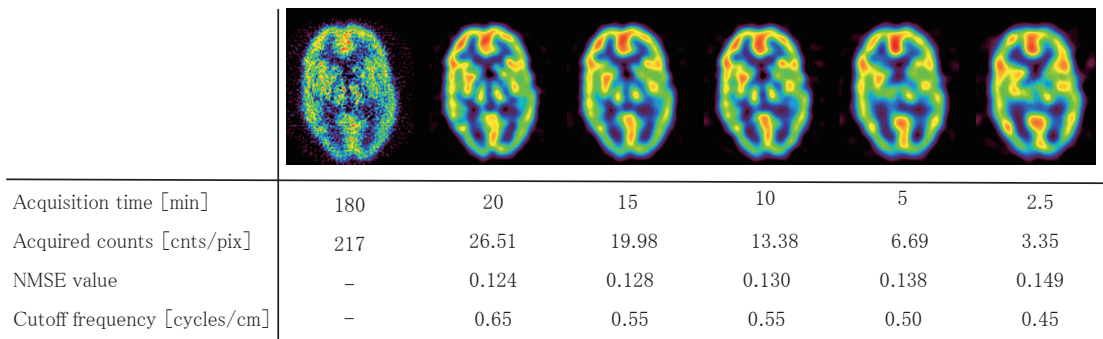 Acquisition time [min] 180 20 15 10 5 2.5
Acquired counts [cnts/pix] 217 26.51 19.98 13.38 6.69 3.35
NMSE value – 0.124 0.128 0.130 0.138 0.149
Cutoff frequency [cycles/cm] – 0.65 0.55 0.55 0.50 0.45